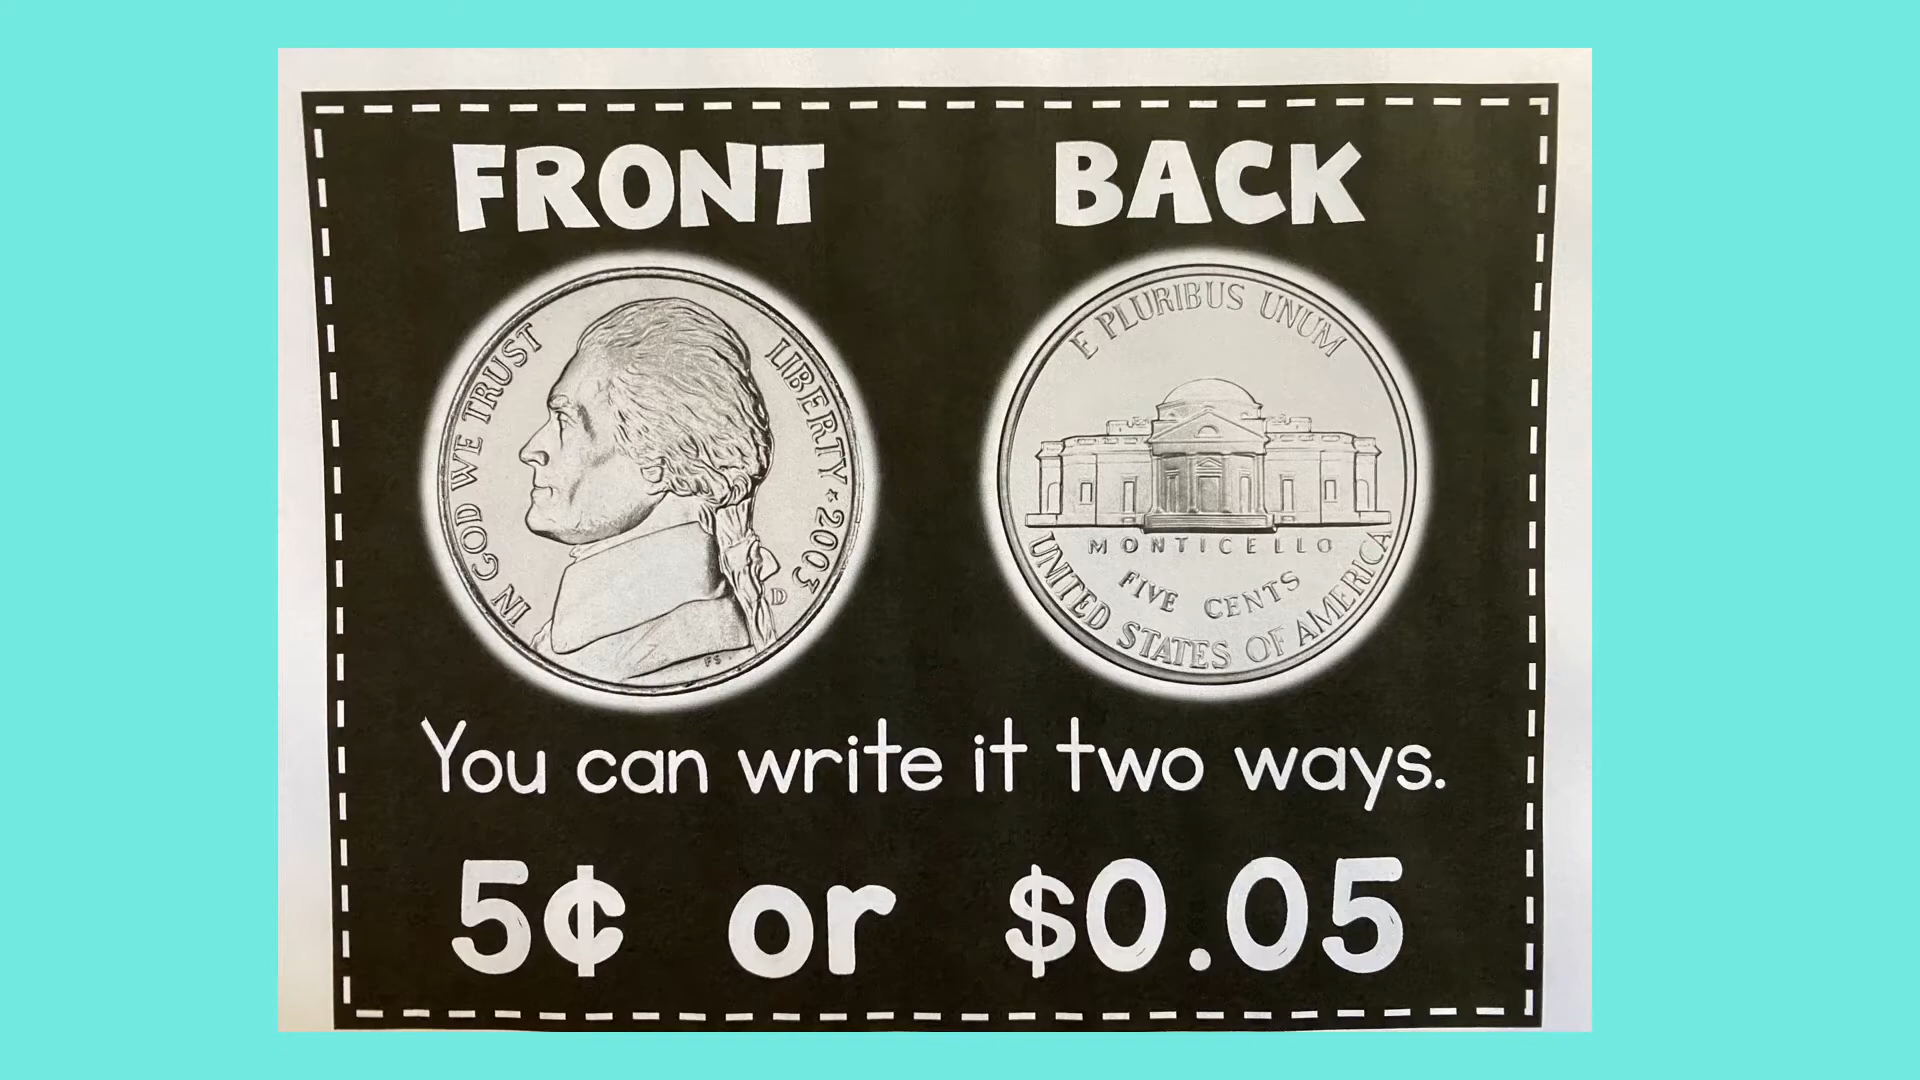 FRONT
BACK
IN GOD WE TRUST
LIBERTY ★ 2003
D
FS
E PLURIBUS UNUM
MONTICELLO
FIVE CENTS
UNITED STATES OF AMERICA
You can write it two ways.
5¢ or $0.05